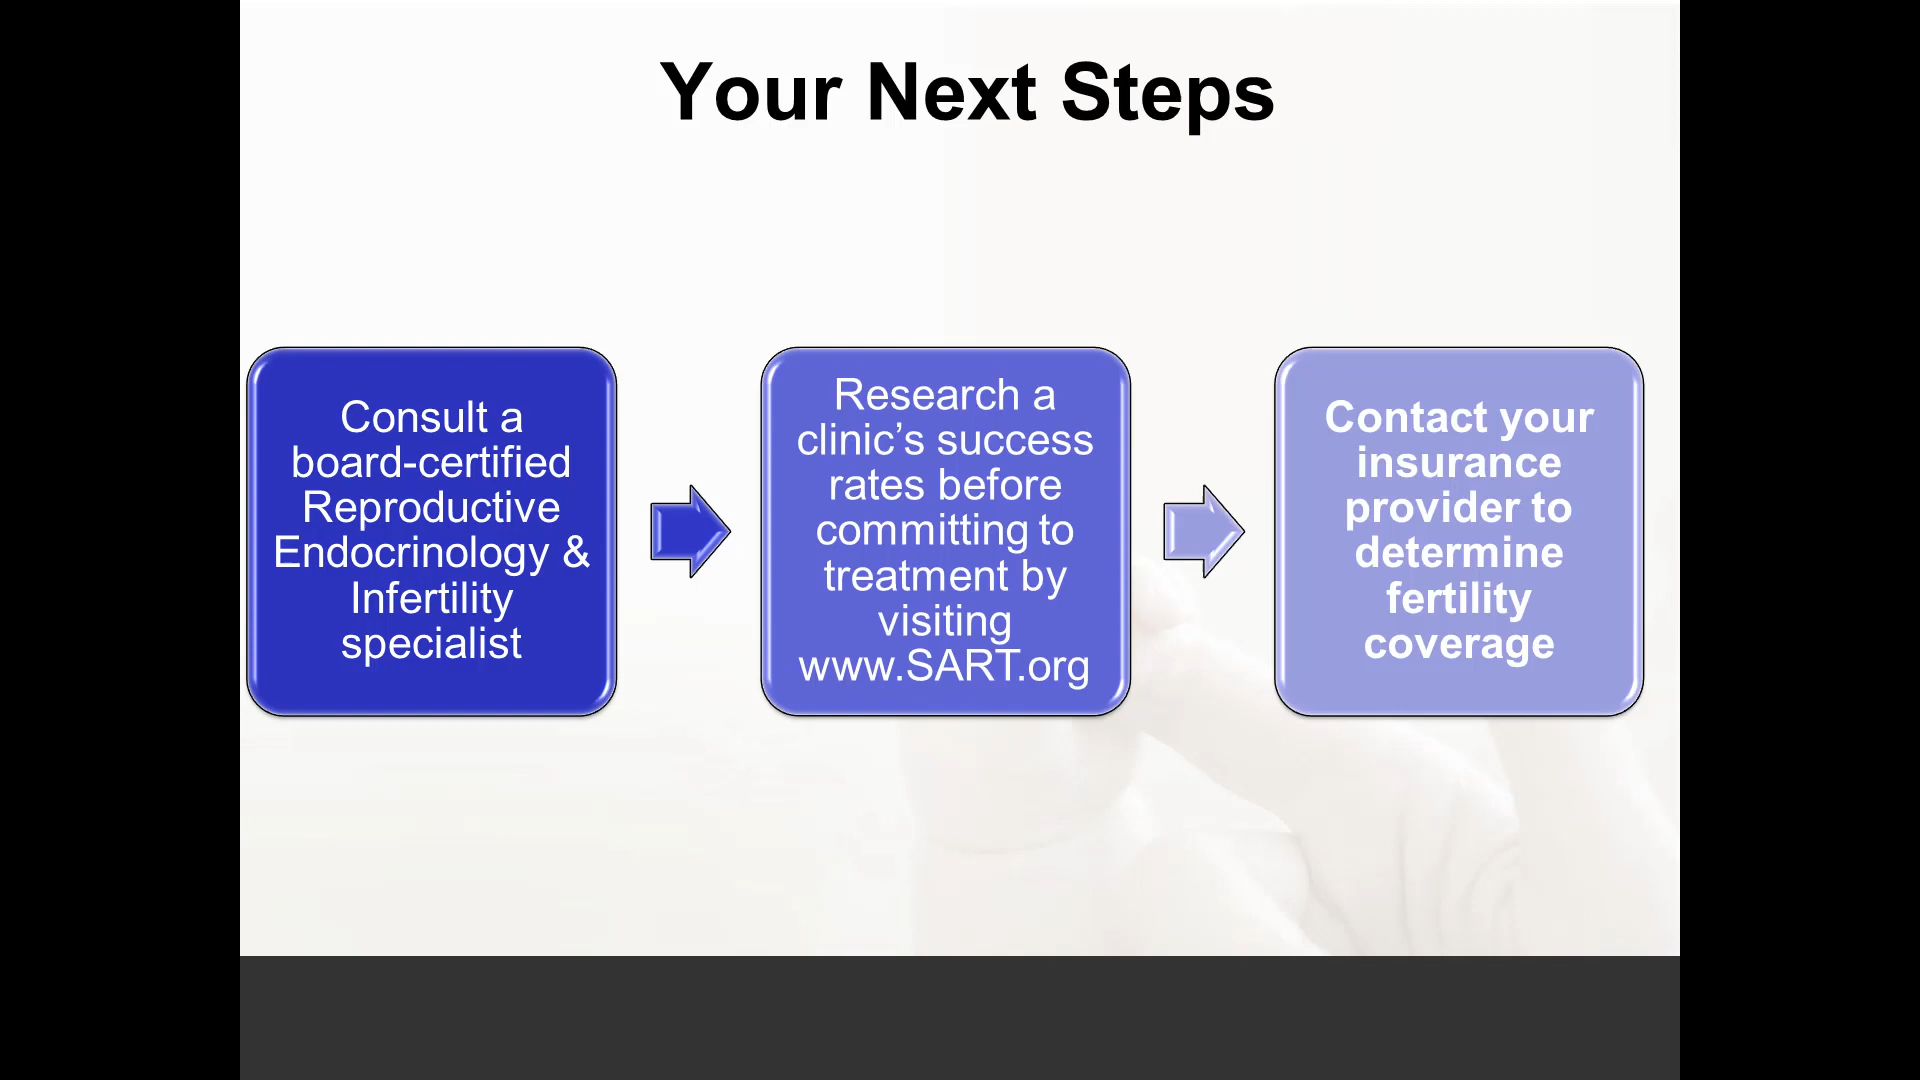 Your Next Steps
Consult a
board-certified
Reproductive
Endocrinology &
Infertility
specialist
Research a
clinic’s success
rates before
committing to
treatment by
visiting
www.SART.org
Contact your
insurance
provider to
determine
fertility
coverage